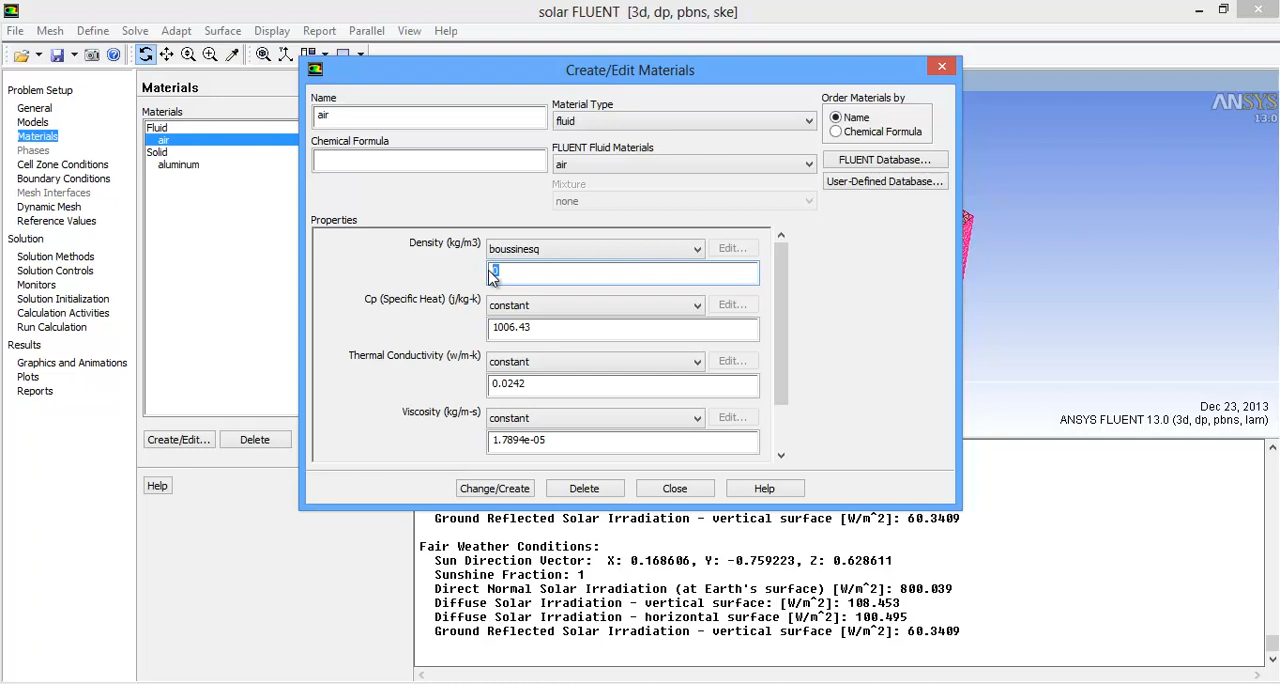 solar FLUENT [3d, dp, pbns, ske]
File Mesh Define Solve Adapt Surface Display Report Parallel View Help
Problem Setup
General
Models
Materials
Phases
Cell Zone Conditions
Boundary Conditions
Mesh Interfaces
Dynamic Mesh
Reference Values
Solution
Solution Methods
Solution Controls
Monitors
Solution Initialization
Calculation Activities
Run Calculation
Results
Graphics and Animations
Plots
Reports
Materials
Materials
Fluid
air
Solid
aluminum
Create/Edit... Delete
Help
Create/Edit Materials
Name
air
Chemical Formula
Material Type
fluid
FLUENT Fluid Materials
air
Mixture
none
Order Materials by
Name
Chemical Formula
FLUENT Database...
User-Defined Database...
Properties
Density (kg/m3) boussinesq Edit...
0
Cp (Specific Heat) (j/kg-k) constant Edit...
1006.43
Thermal Conductivity (w/m-k) constant Edit...
0.0242
Viscosity (kg/m-s) constant Edit...
1.7894e-05
Change/Create Delete Close Help
ANSYS
13.0
Dec 23, 2013
ANSYS FLUENT 13.0 (3d, dp, pbns, lam)
Ground Reflected Solar Irradiation - vertical surface [W/m^2]: 60.3409
Fair Weather Conditions:
Sun Direction Vector: X: 0.168606, Y: -0.759223, Z: 0.628611
Sunshine Fraction: 1
Direct Normal Solar Irradiation (at Earth's surface) [W/m^2]: 800.039
Diffuse Solar Irradiation - vertical surface: [W/m^2]: 108.453
Diffuse Solar Irradiation - horizontal surface [W/m^2]: 100.495
Ground Reflected Solar Irradiation - vertical surface [W/m^2]: 60.3409